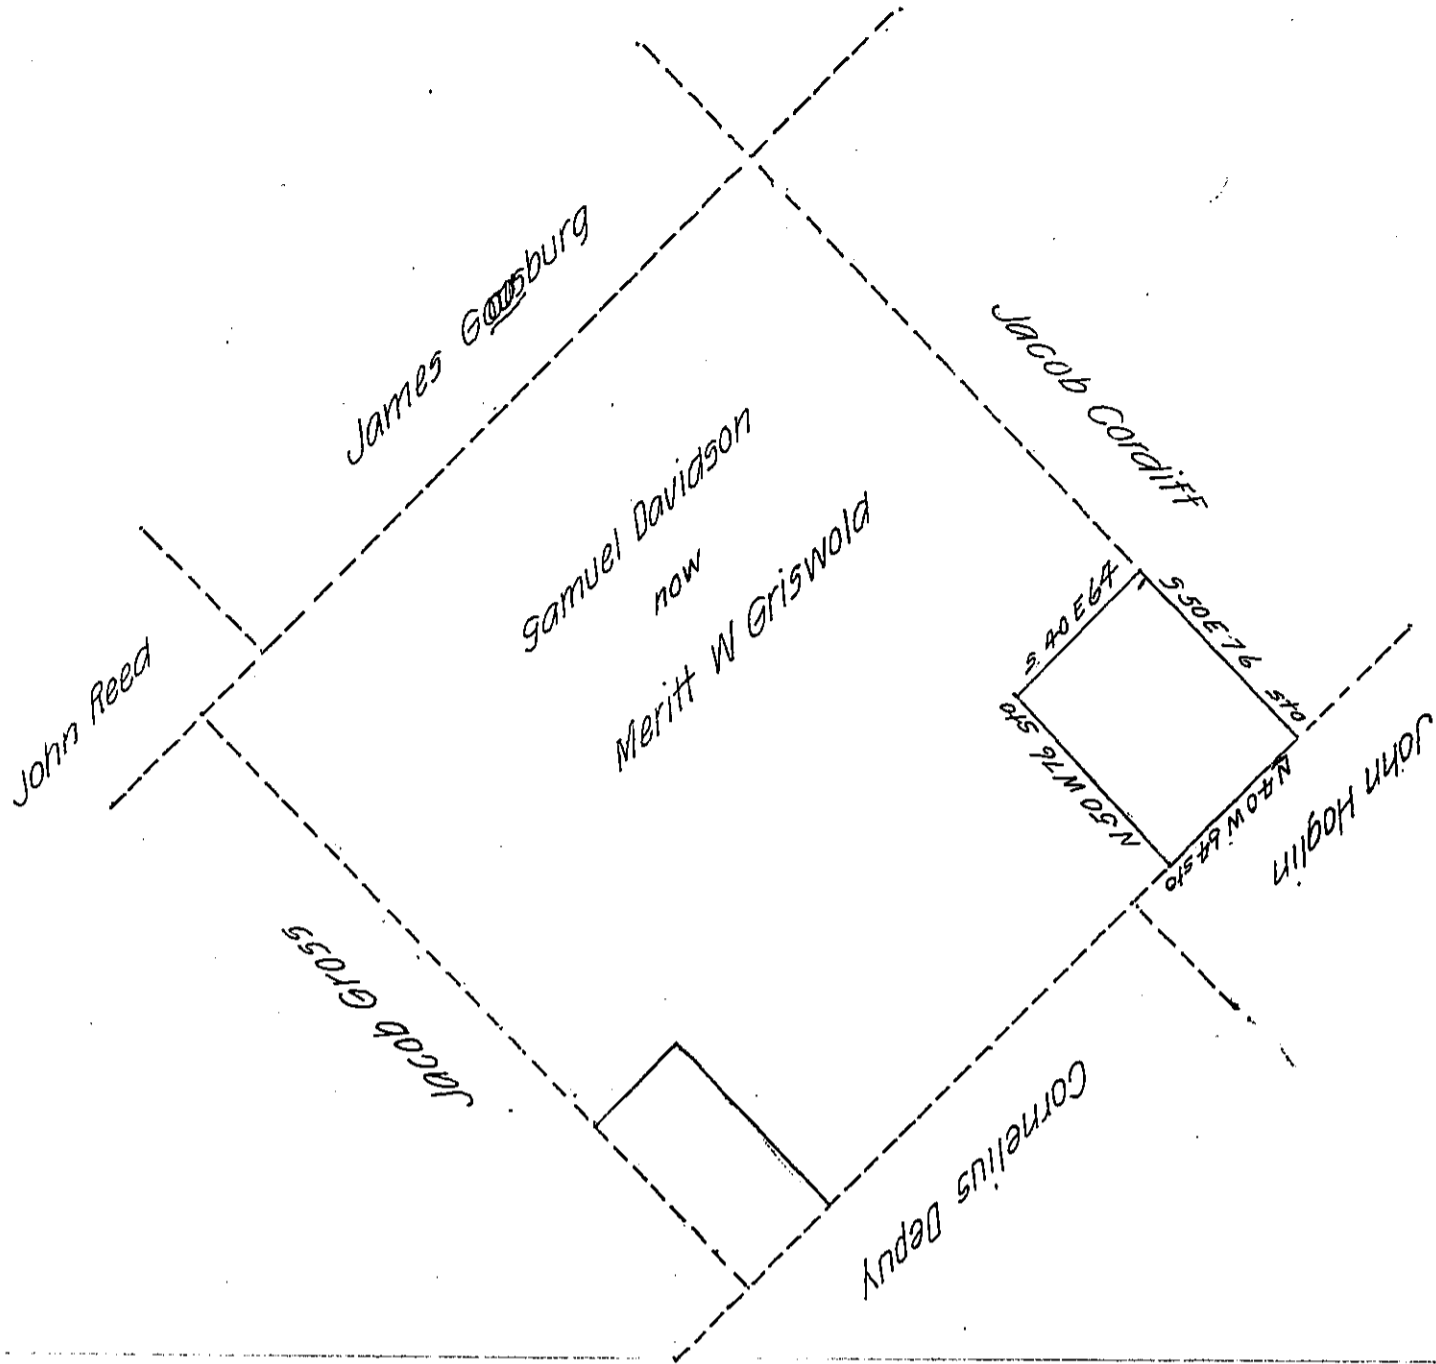 James G
Jacob Cordiff
Samuel Davidson
now
Meritt W Griswold
John Reed
S 40 E 64
S 50 E 76
Sto
N 40 W 64 Sto
N 50 W 76 Sto
John Hoglin
Jacob Gross
Cornelius Depuy